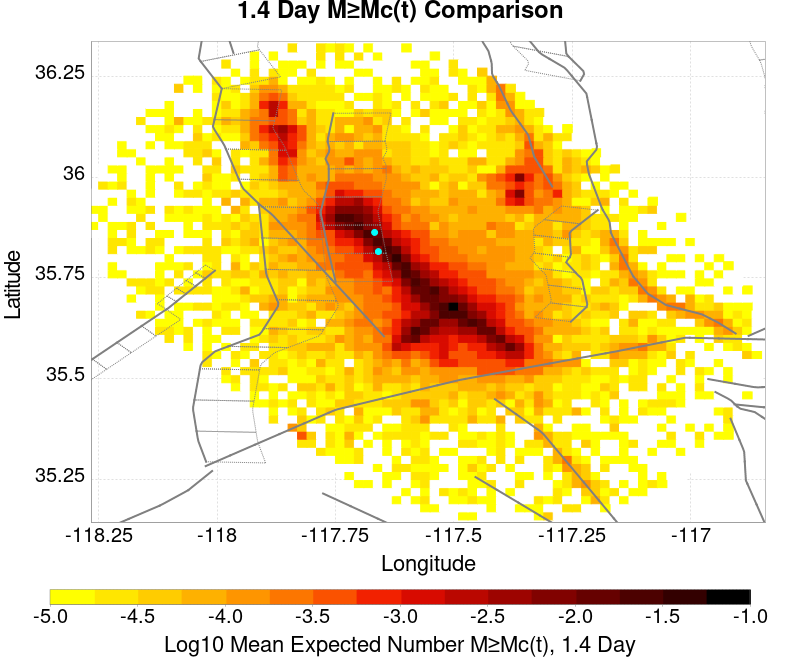 1.4 Day M≥Mc(t) Comparison
36.25
36
35.75
35.5
35.25
Latitude
-118.25 -118 -117.75 -117.5 -117.25 -117
Longitude
-5.0 -4.5 -4.0 -3.5 -3.0 -2.5 -2.0 -1.5 -1.0
Log10 Mean Expected Number M≥Mc(t), 1.4 Day